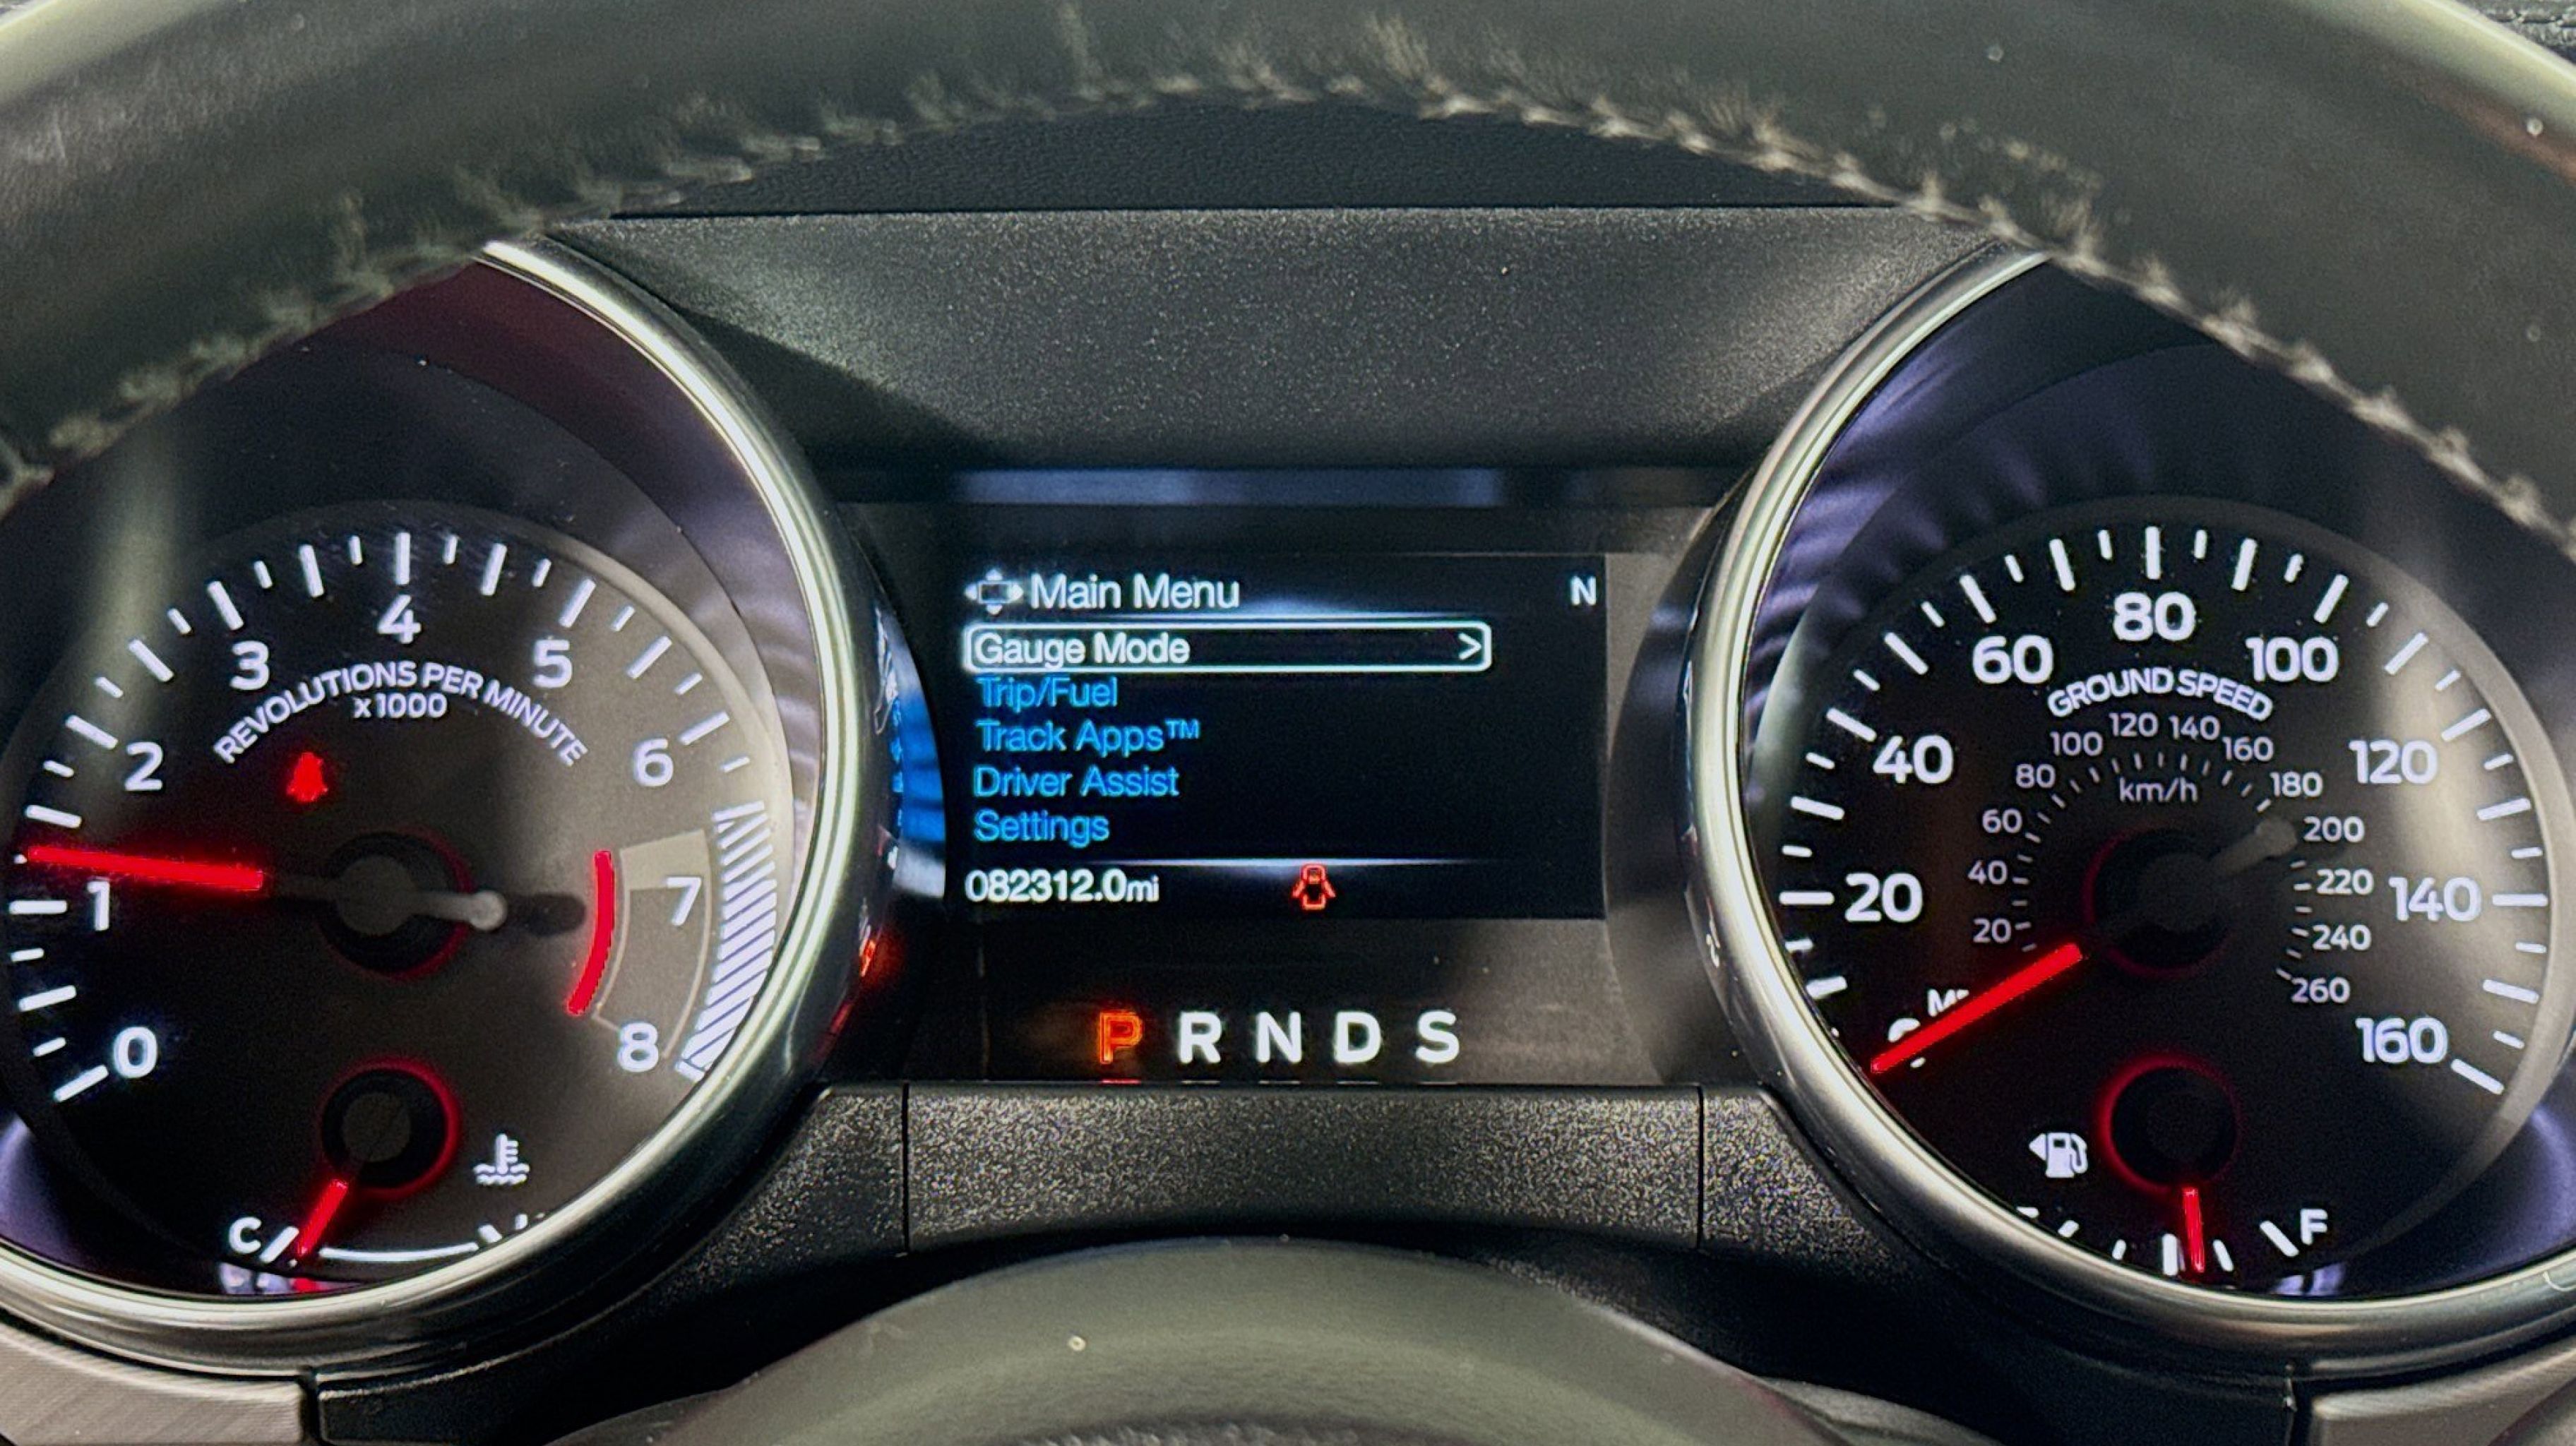 Main Menu N
Gauge Mode >
Trip/Fuel
Track Apps™
Driver Assist
Settings
082312.0mi
P R N D S
0
1
2
3
4
5
6
7
8
REVOLUTIONS PER MINUTE
x1000
C
20
40
60
80
100
120
140
160
GROUND SPEED
20
40
60
80
100
120
140
160
180
200
220
240
260
km/h
F